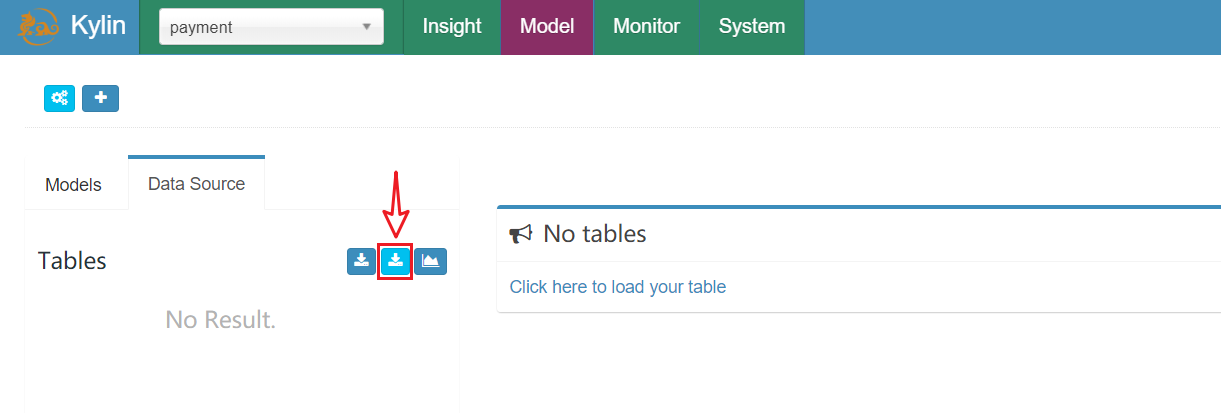 Kylin payment Insight Model Monitor System
Models Data Source
No tables
Tables
Click here to load your table
No Result.